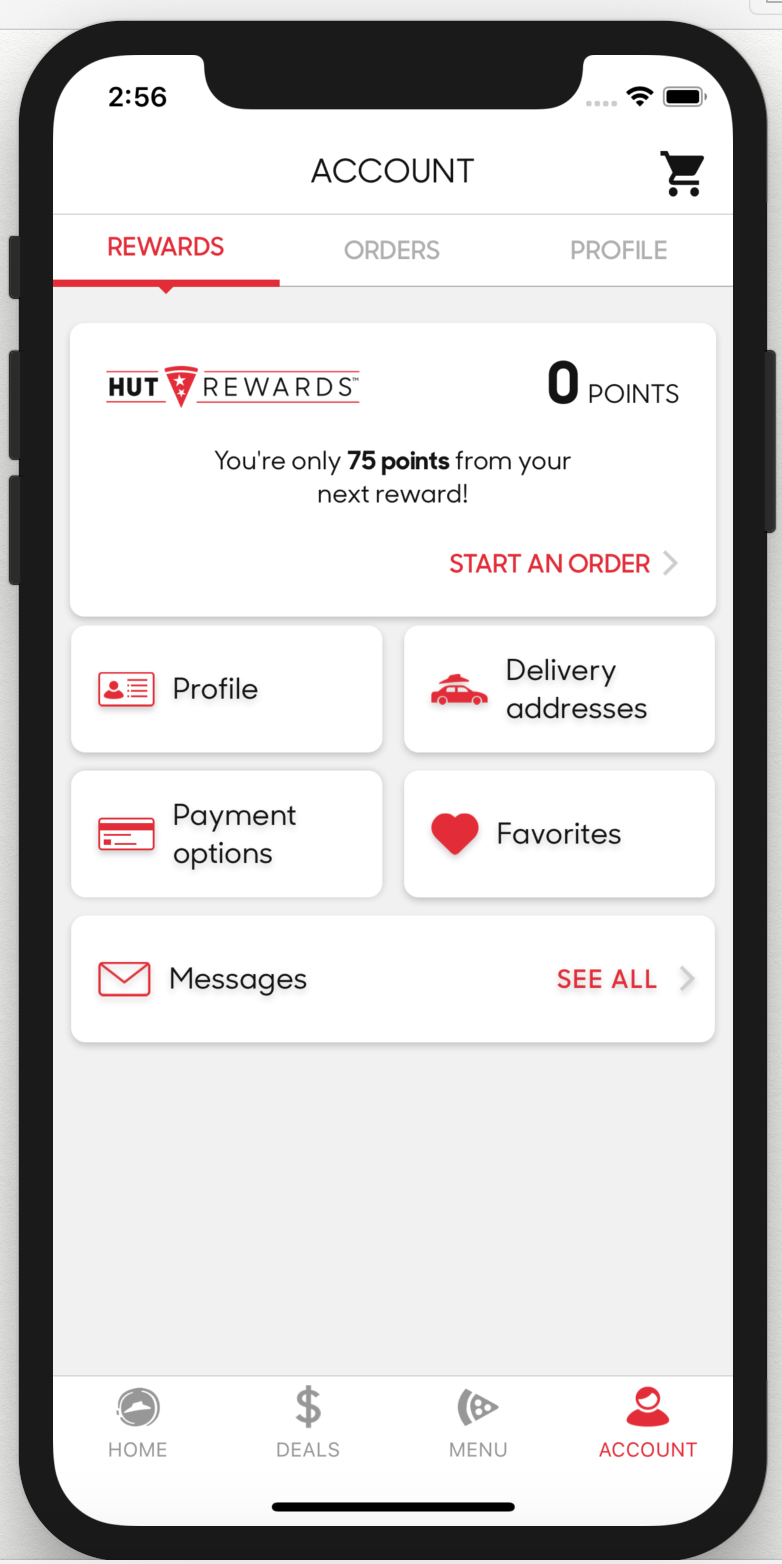 2:56
ACCOUNT
REWARDS ORDERS PROFILE
HUT REWARDS™ 0 POINTS
You're only 75 points from your
next reward!
START AN ORDER
Profile
Delivery
addresses
Payment
options
Favorites
Messages SEE ALL
HOME DEALS MENU ACCOUNT